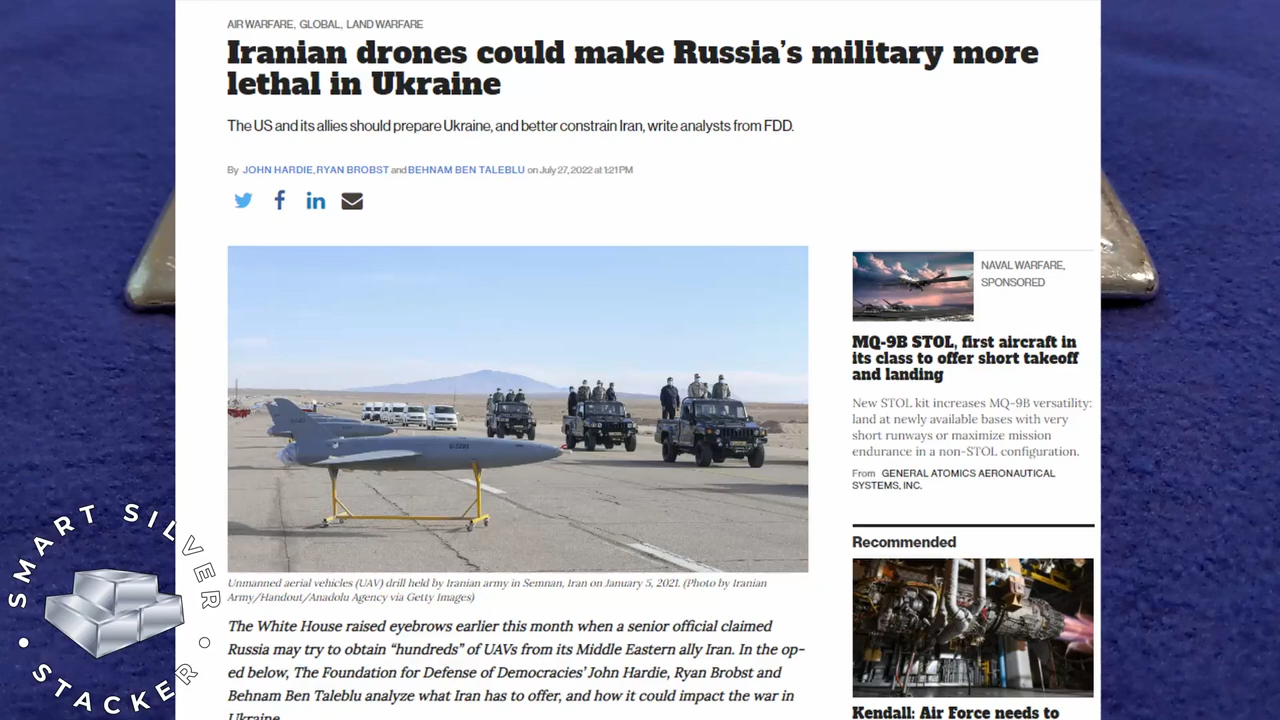 AIR WARFARE, GLOBAL, LAND WARFARE
Iranian drones could make Russia's military more
lethal in Ukraine
The US and its allies should prepare Ukraine, and better constrain Iran, write analysts from FDD.
By JOHN HARDIE, RYAN BROBST and BEHNAM BEN TALEBLU on July 27, 2022 at 1:21 PM
Unmanned aerial vehicles (UAV) drill held by Iranian army in Semnan, Iran on January 5, 2021. (Photo by Iranian
Army/Handout/Anadolu Agency via Getty Images)
The White House raised eyebrows earlier this month when a senior official claimed
Russia may try to obtain “hundreds” of UAVs from its Middle Eastern ally Iran. In the op-
ed below, The Foundation for Defense of Democracies' John Hardie, Ryan Brobst and
Behnam Ben Taleblu analyze what Iran has to offer, and how it could impact the war in
Ukraine.
NAVAL WARFARE,
SPONSORED
MQ-9B STOL, first aircraft in
its class to offer short takeoff
and landing
New STOL kit increases MQ-9B versatility:
land at newly available bases with very
short runways or maximize mission
endurance in a non-STOL configuration.
From GENERAL ATOMICS AERONAUTICAL
SYSTEMS, INC.
Recommended
Kendall: Air Force needs to
SMART SILVER
STACKER